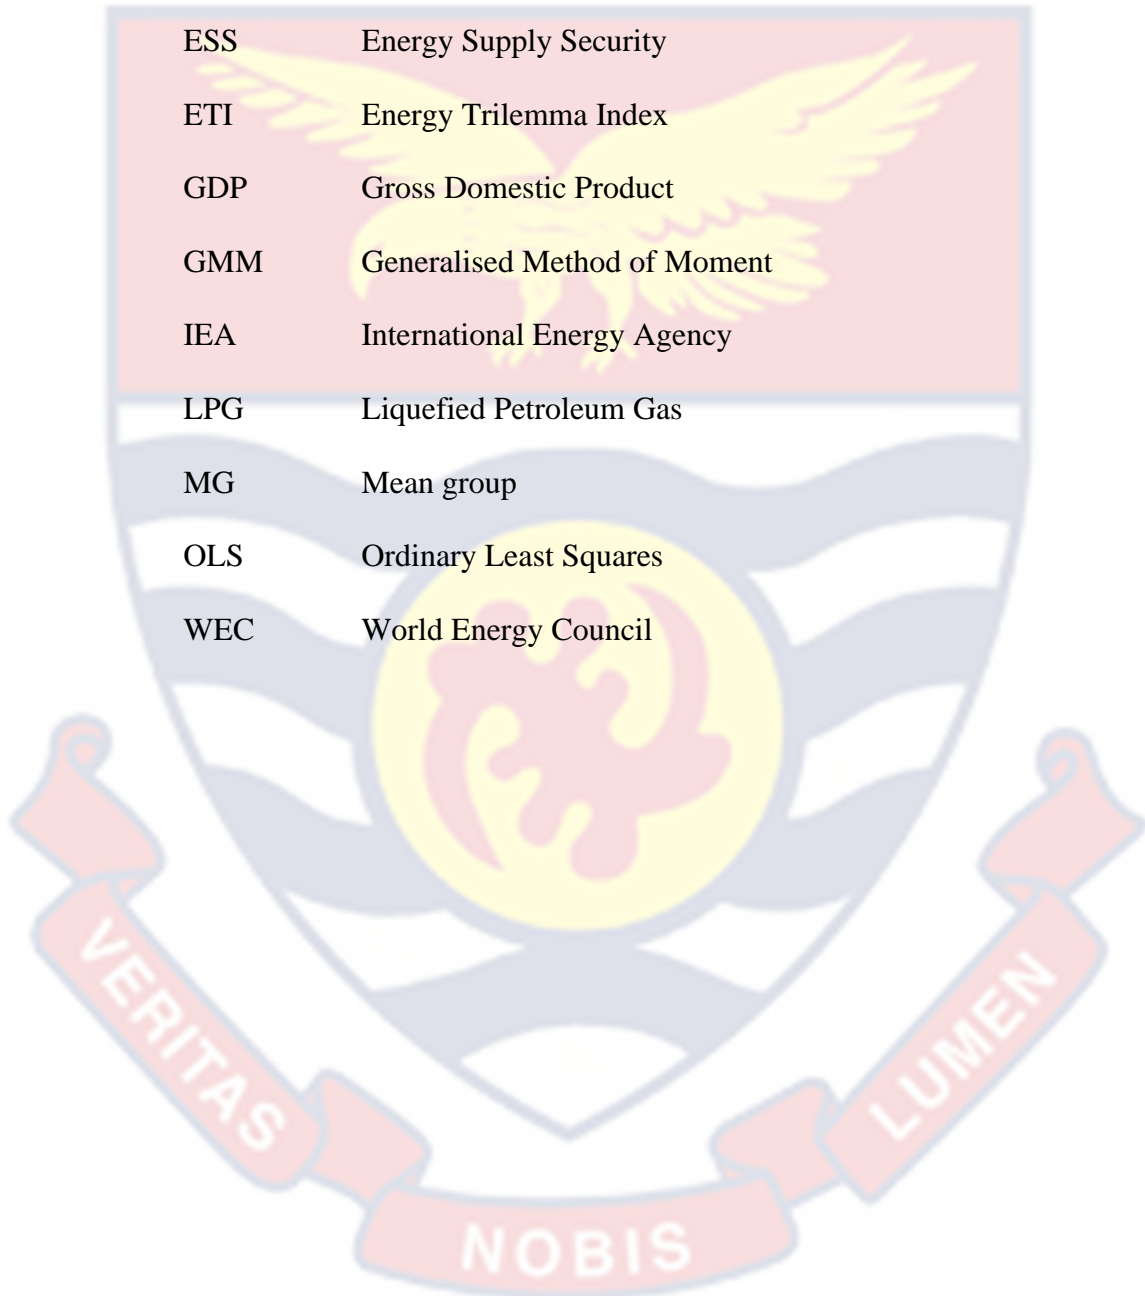 ESS Energy Supply Security
ETI Energy Trilemma Index
GDP Gross Domestic Product
GMM Generalised Method of Moment
IEA International Energy Agency
LPG Liquefied Petroleum Gas
MG Mean group
OLS Ordinary Least Squares
WEC World Energy Council
VERITAS
NOBIS
LUMEN